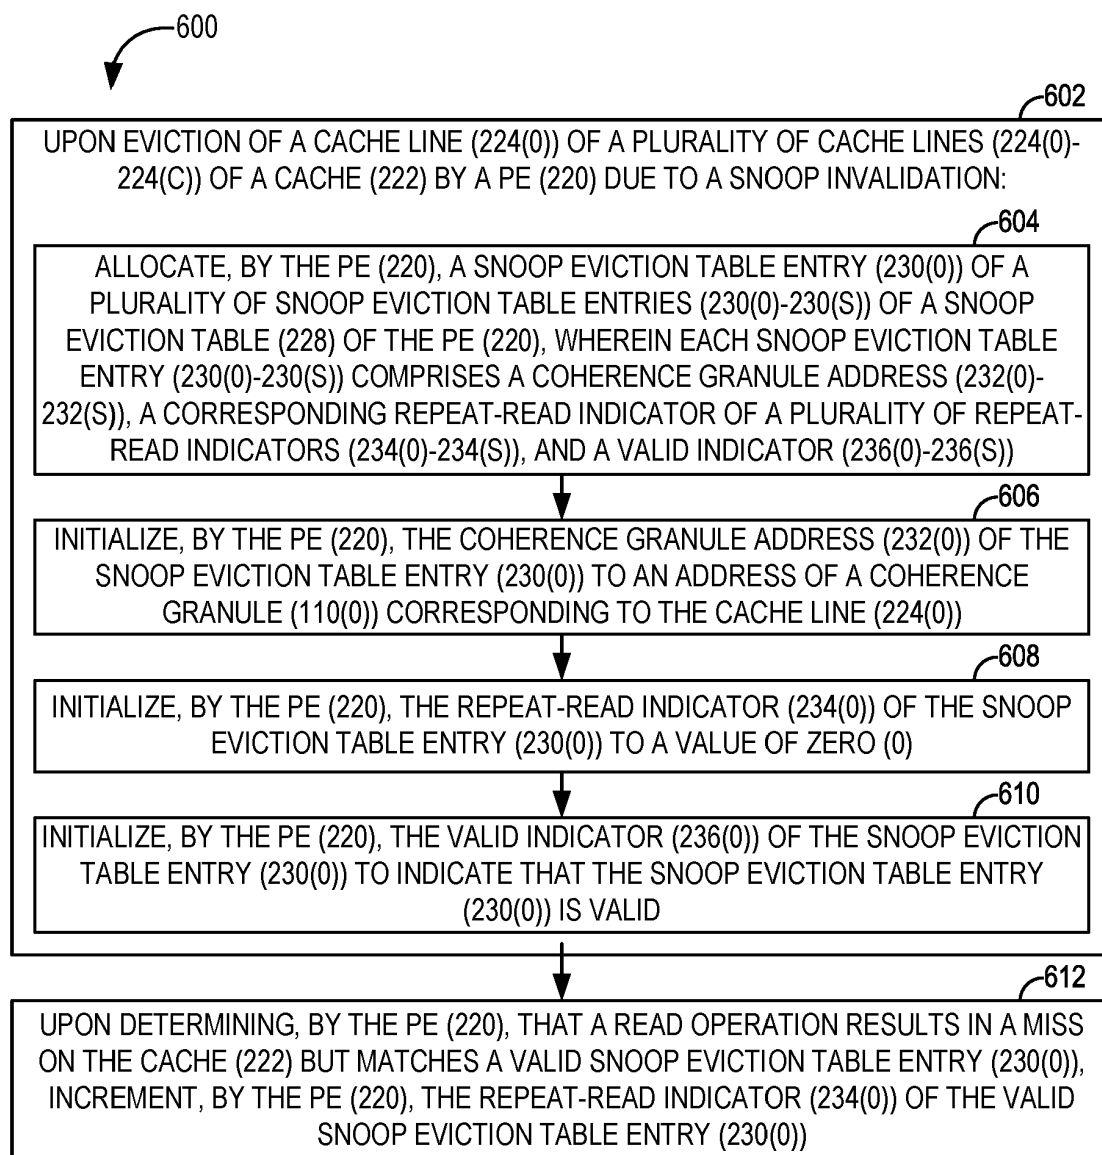 600
602
UPON EVICTION OF A CACHE LINE (224(0)) OF A PLURALITY OF CACHE LINES (224(0)-
224(C)) OF A CACHE (222) BY A PE (220) DUE TO A SNOOP INVALIDATION:
604
ALLOCATE, BY THE PE (220), A SNOOP EVICTION TABLE ENTRY (230(0)) OF A
PLURALITY OF SNOOP EVICTION TABLE ENTRIES (230(0)-230(S)) OF A SNOOP
EVICTION TABLE (228) OF THE PE (220), WHEREIN EACH SNOOP EVICTION TABLE
ENTRY (230(0)-230(S)) COMPRISES A COHERENCE GRANULE ADDRESS (232(0)-
232(S)), A CORRESPONDING REPEAT-READ INDICATOR OF A PLURALITY OF REPEAT-
READ INDICATORS (234(0)-234(S)), AND A VALID INDICATOR (236(0)-236(S))
606
INITIALIZE, BY THE PE (220), THE COHERENCE GRANULE ADDRESS (232(0)) OF THE
SNOOP EVICTION TABLE ENTRY (230(0)) TO AN ADDRESS OF A COHERENCE
GRANULE (110(0)) CORRESPONDING TO THE CACHE LINE (224(0))
608
INITIALIZE, BY THE PE (220), THE REPEAT-READ INDICATOR (234(0)) OF THE SNOOP
EVICTION TABLE ENTRY (230(0)) TO A VALUE OF ZERO (0)
610
INITIALIZE, BY THE PE (220), THE VALID INDICATOR (236(0)) OF THE SNOOP EVICTION
TABLE ENTRY (230(0)) TO INDICATE THAT THE SNOOP EVICTION TABLE ENTRY
(230(0)) IS VALID
612
UPON DETERMINING, BY THE PE (220), THAT A READ OPERATION RESULTS IN A MISS
ON THE CACHE (222) BUT MATCHES A VALID SNOOP EVICTION TABLE ENTRY (230(0)),
INCREMENT, BY THE PE (220), THE REPEAT-READ INDICATOR (234(0)) OF THE VALID
SNOOP EVICTION TABLE ENTRY (230(0))